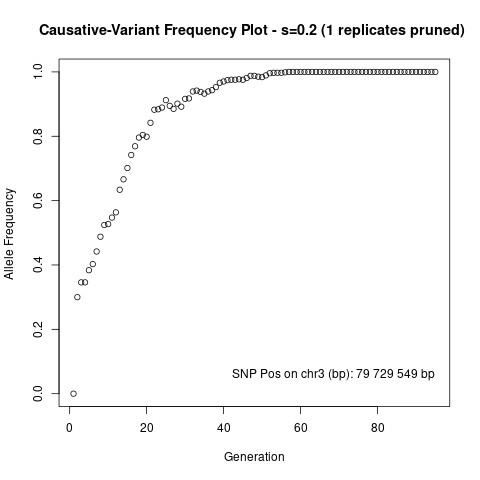 Causative-Variant Frequency Plot - s=0.2 (1 replicates pruned)
Allele Frequency
1.0
0.8
0.6
0.4
0.2
0.0
SNP Pos on chr3 (bp): 79 729 549 bp
0 20 40 60 80
Generation